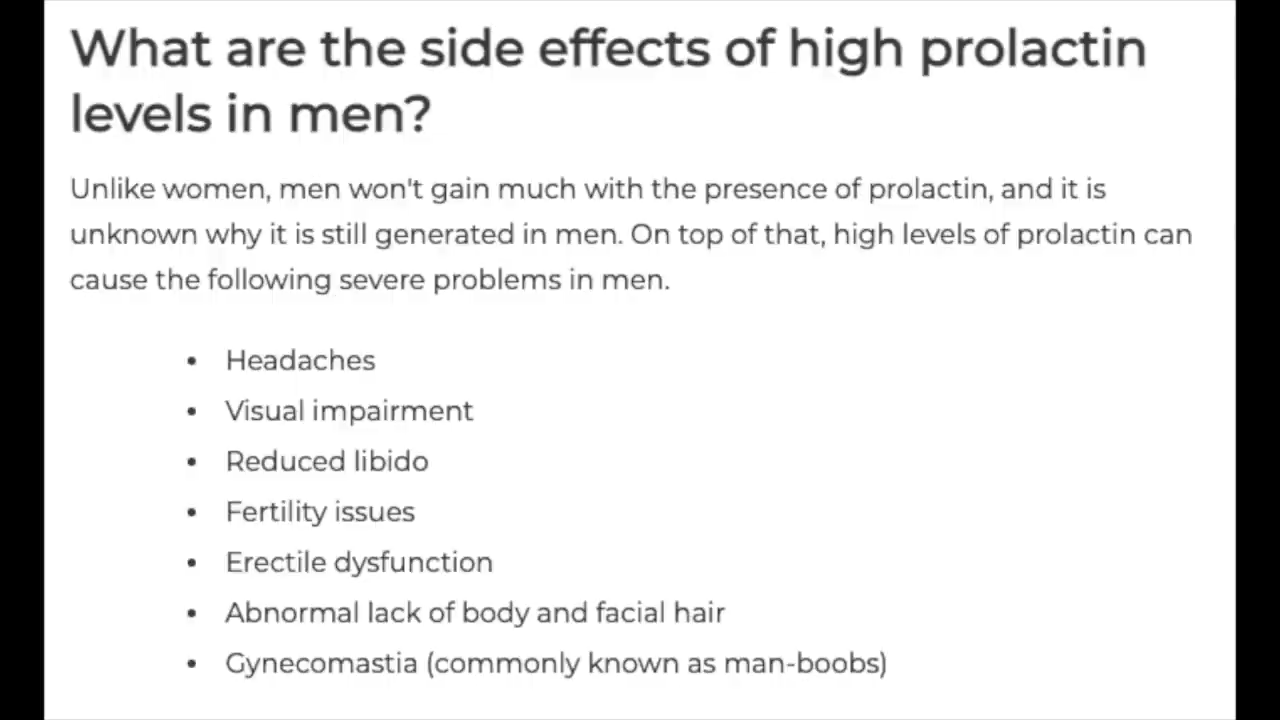 What are the side effects of high prolactin
levels in men?
Unlike women, men won't gain much with the presence of prolactin, and it is
unknown why it is still generated in men. On top of that, high levels of prolactin can
cause the following severe problems in men.
• Headaches
• Visual impairment
• Reduced libido
• Fertility issues
• Erectile dysfunction
• Abnormal lack of body and facial hair
• Gynecomastia (commonly known as man-boobs)